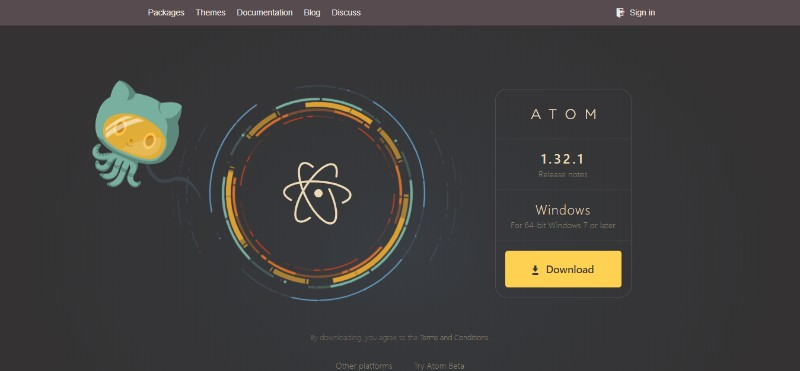 Packages Themes Documentation Blog Discuss Sign in
ATOM
1.32.1
Release notes
Windows
For 64-bit Windows 7 or later
Download
By downloading, you agree to the Terms and Conditions
Other platforms Try Atom Beta